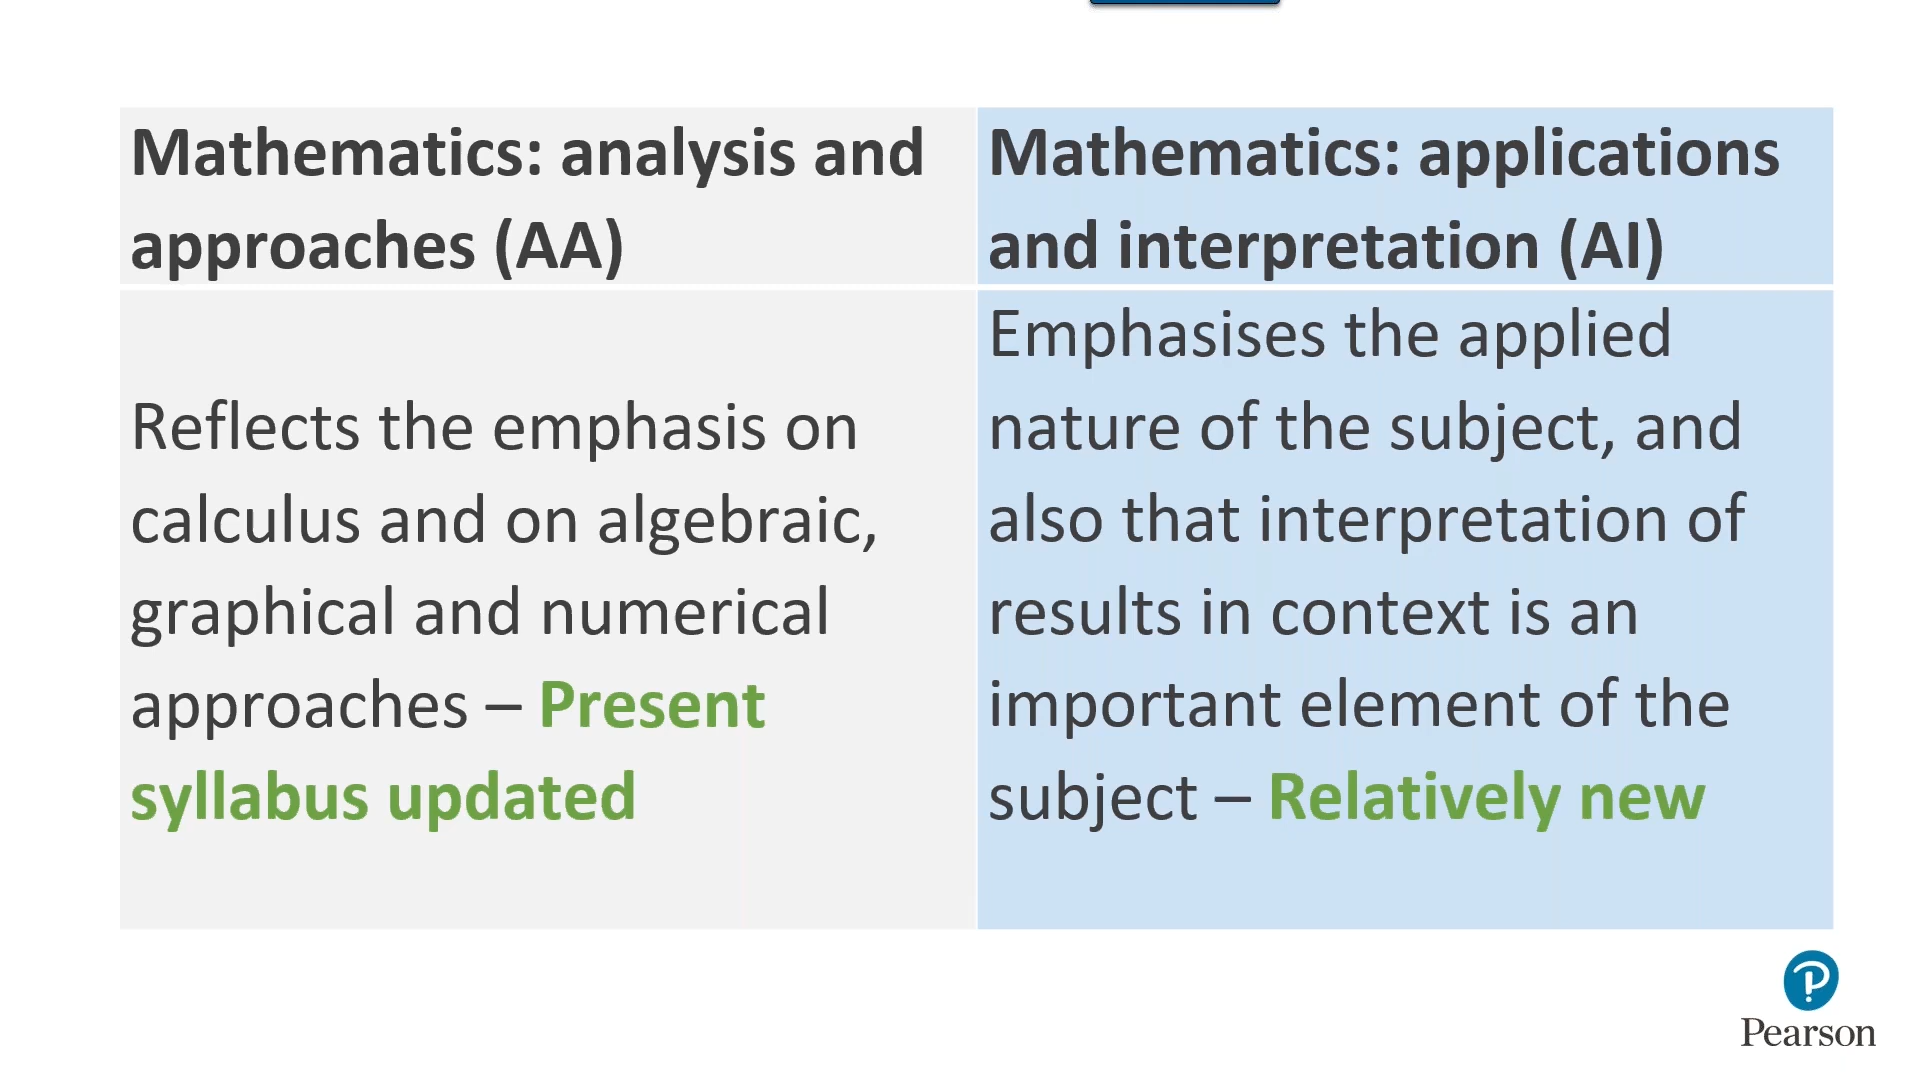 Mathematics: analysis and
approaches (AA)
Mathematics: applications
and interpretation (AI)
Reflects the emphasis on
calculus and on algebraic,
graphical and numerical
approaches – Present
syllabus updated
Emphasises the applied
nature of the subject, and
also that interpretation of
results in context is an
important element of the
subject – Relatively new
Pearson